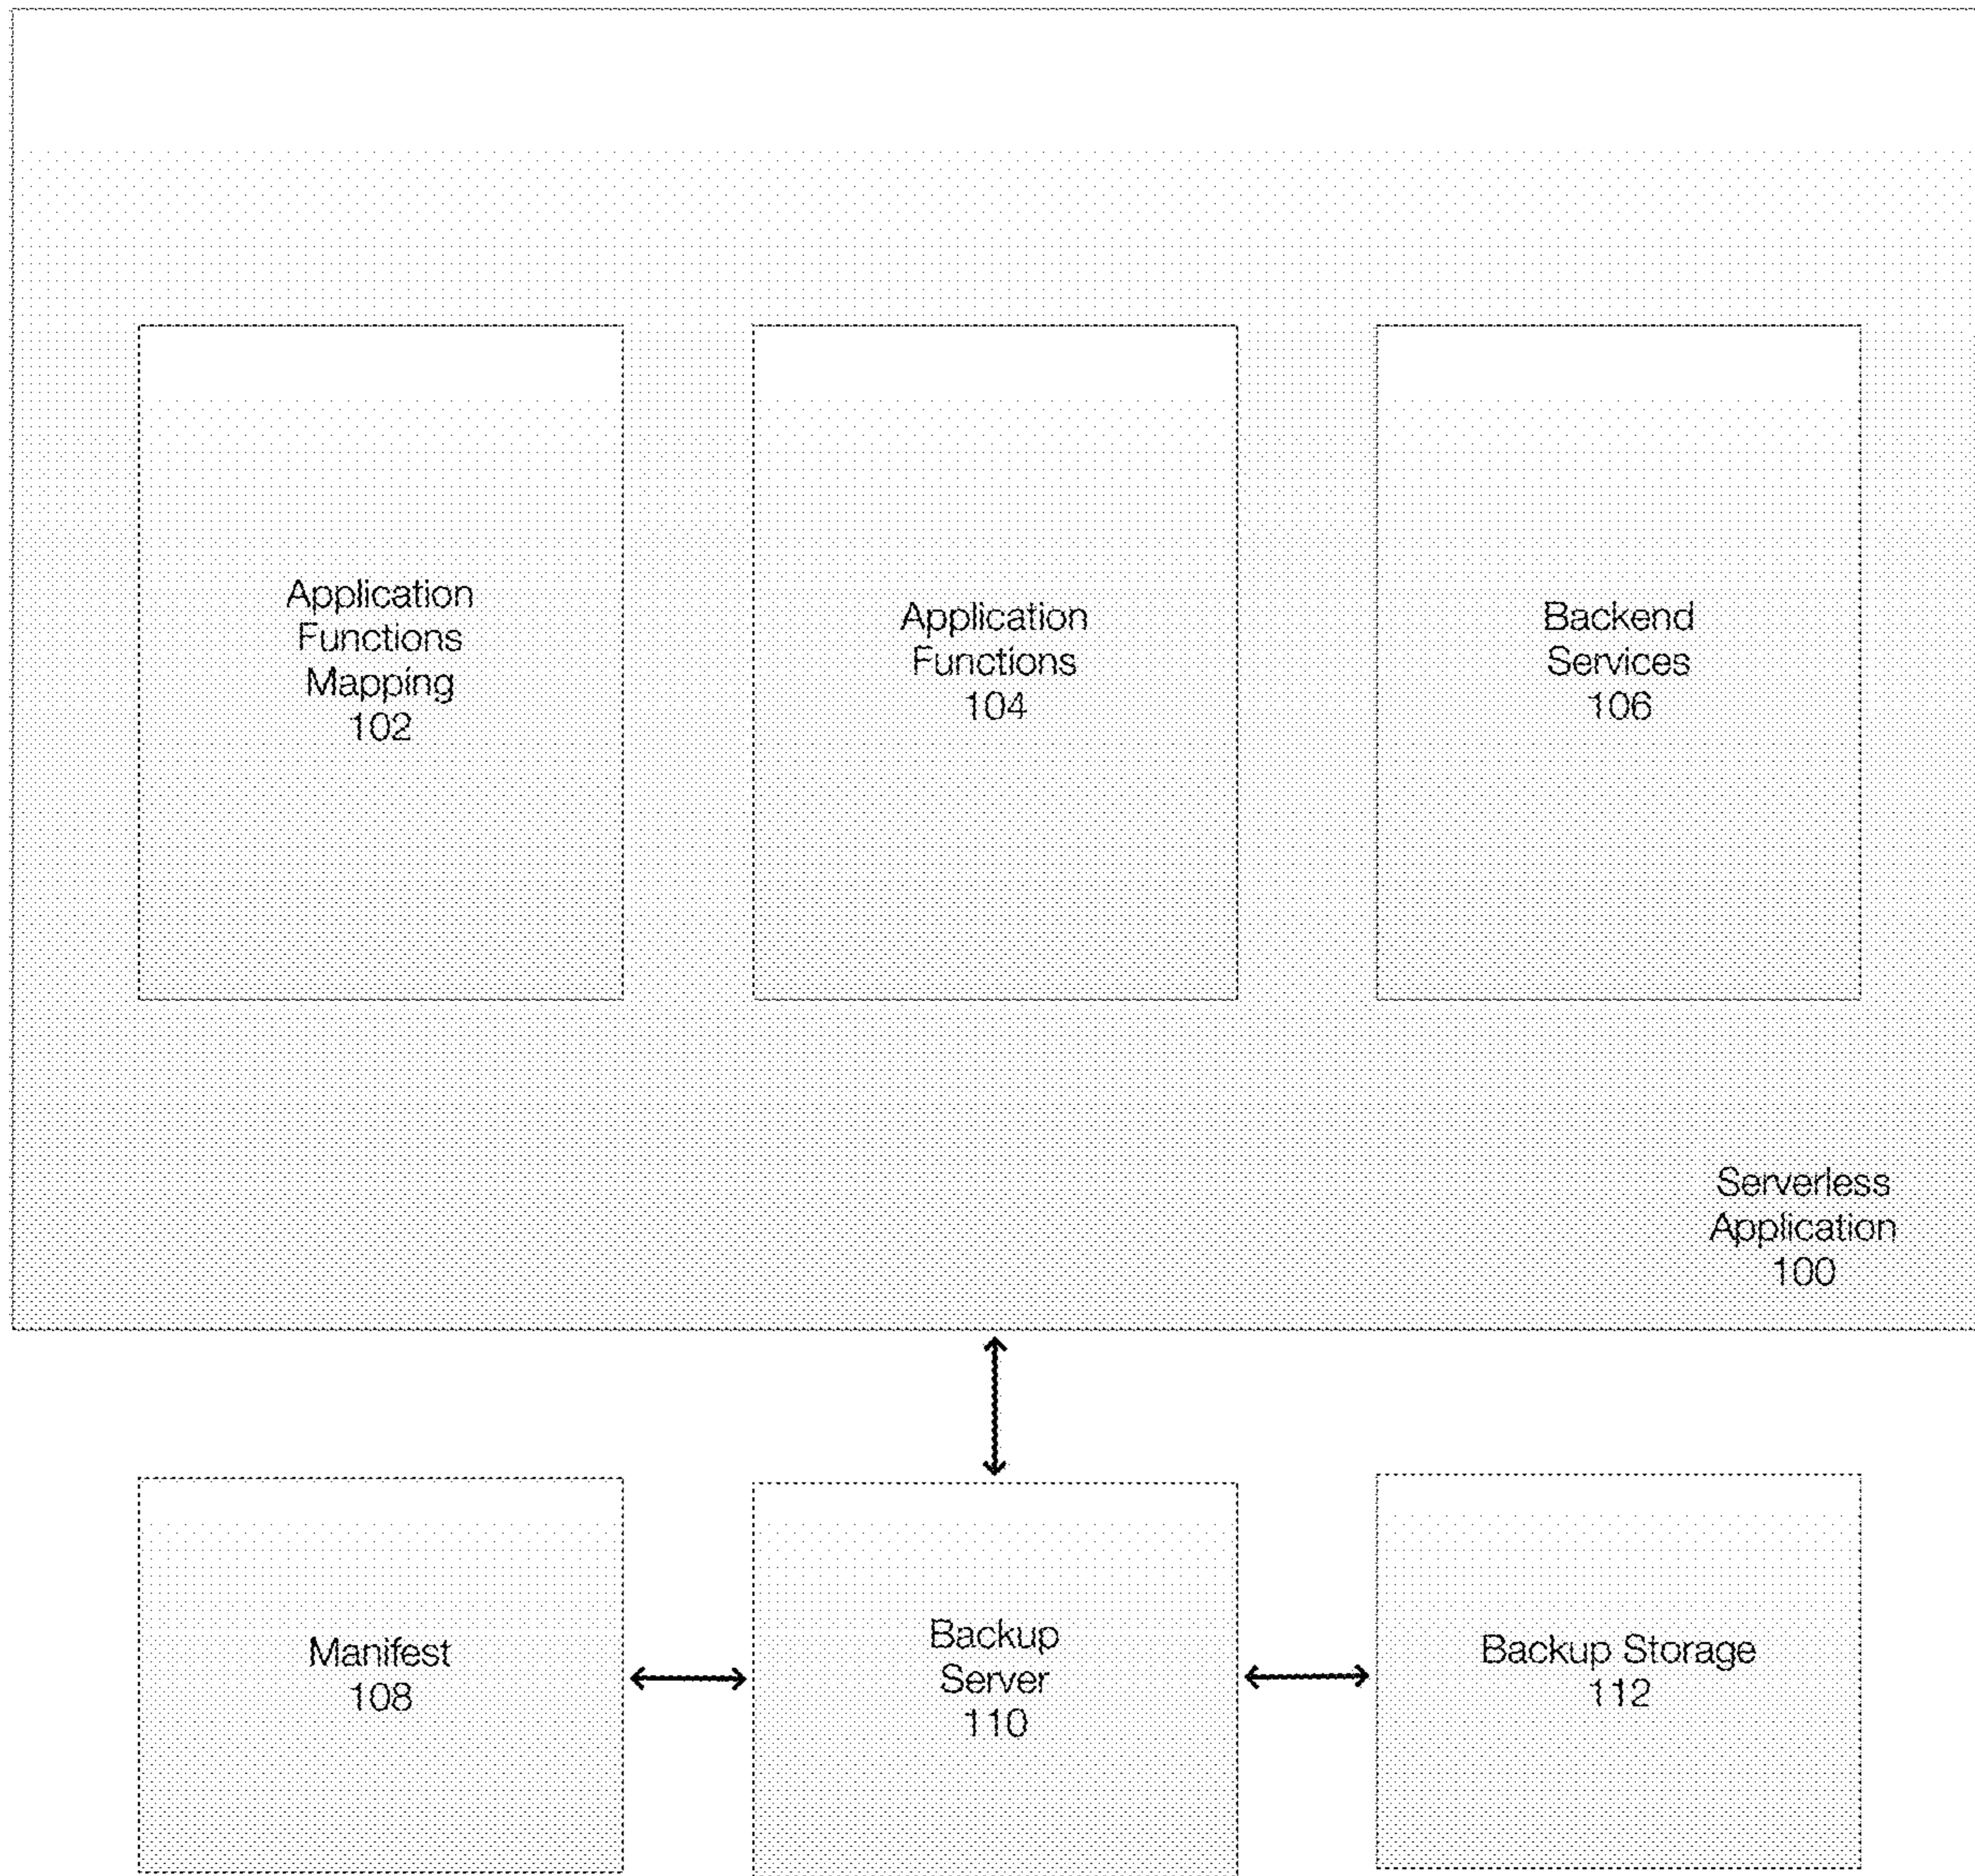 Application
Functions
Mapping
102
Application
Functions
104
Backend
Services
106
Serverless
Application
100
Manifest
108
Backup
Server
110
Backup Storage
112